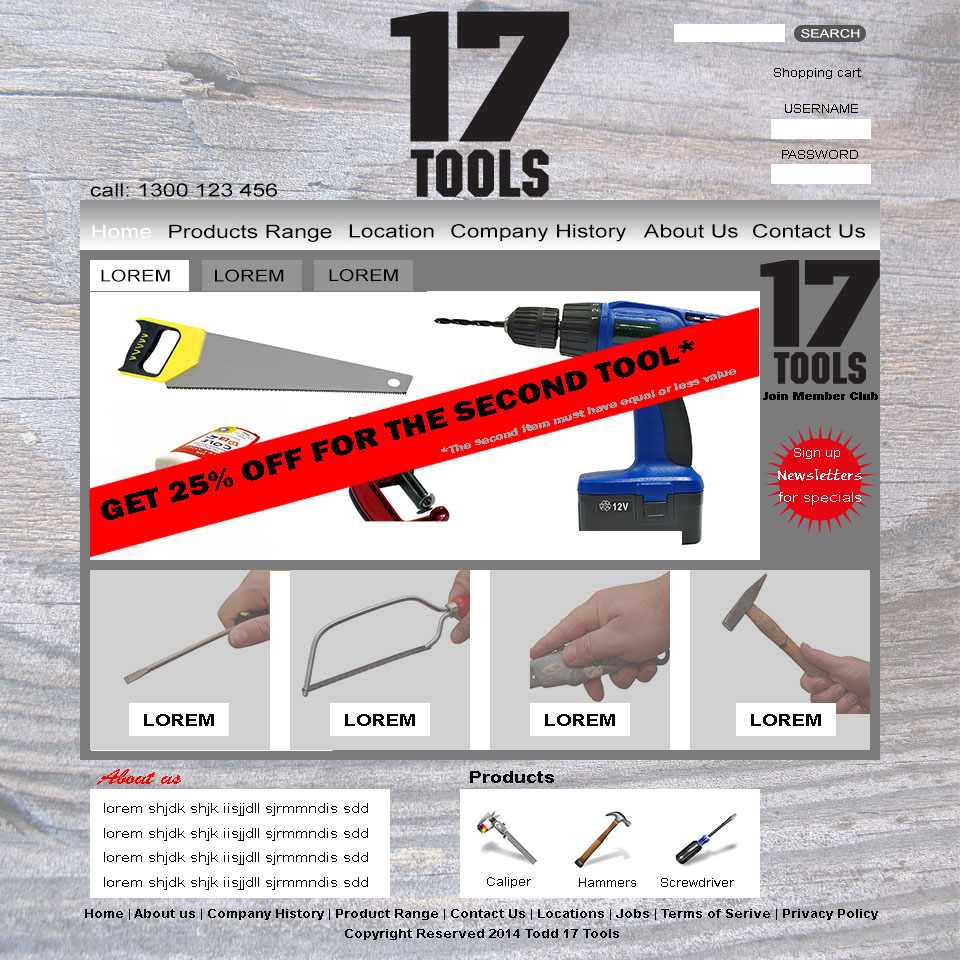 17
TOOLS
SEARCH
Shopping cart
USERNAME
PASSWORD
call: 1300 123 456
Home Products Range Location Company History About Us Contact Us
LOREM LOREM LOREM
17
TOOLS
Join Member Club
GET 25% OFF FOR THE SECOND TOOL*
*The second item must have equal or less value
12V
Sign up
Newsletters
for specials
LOREM LOREM LOREM LOREM
About us
lorem shjdk shjk iisjjdll sjrmmndis sdd
lorem shjdk shjk iisjjdll sjrmmndis sdd
lorem shjdk shjk iisjjdll sjrmmndis sdd
lorem shjdk shjk iisjjdll sjrmmndis sdd
Products
Caliper Hammers Screwdriver
Home | About us | Company History | Product Range | Contact Us | Locations | Jobs | Terms of Serive | Privacy Policy
Copyright Reserved 2014 Todd 17 Tools